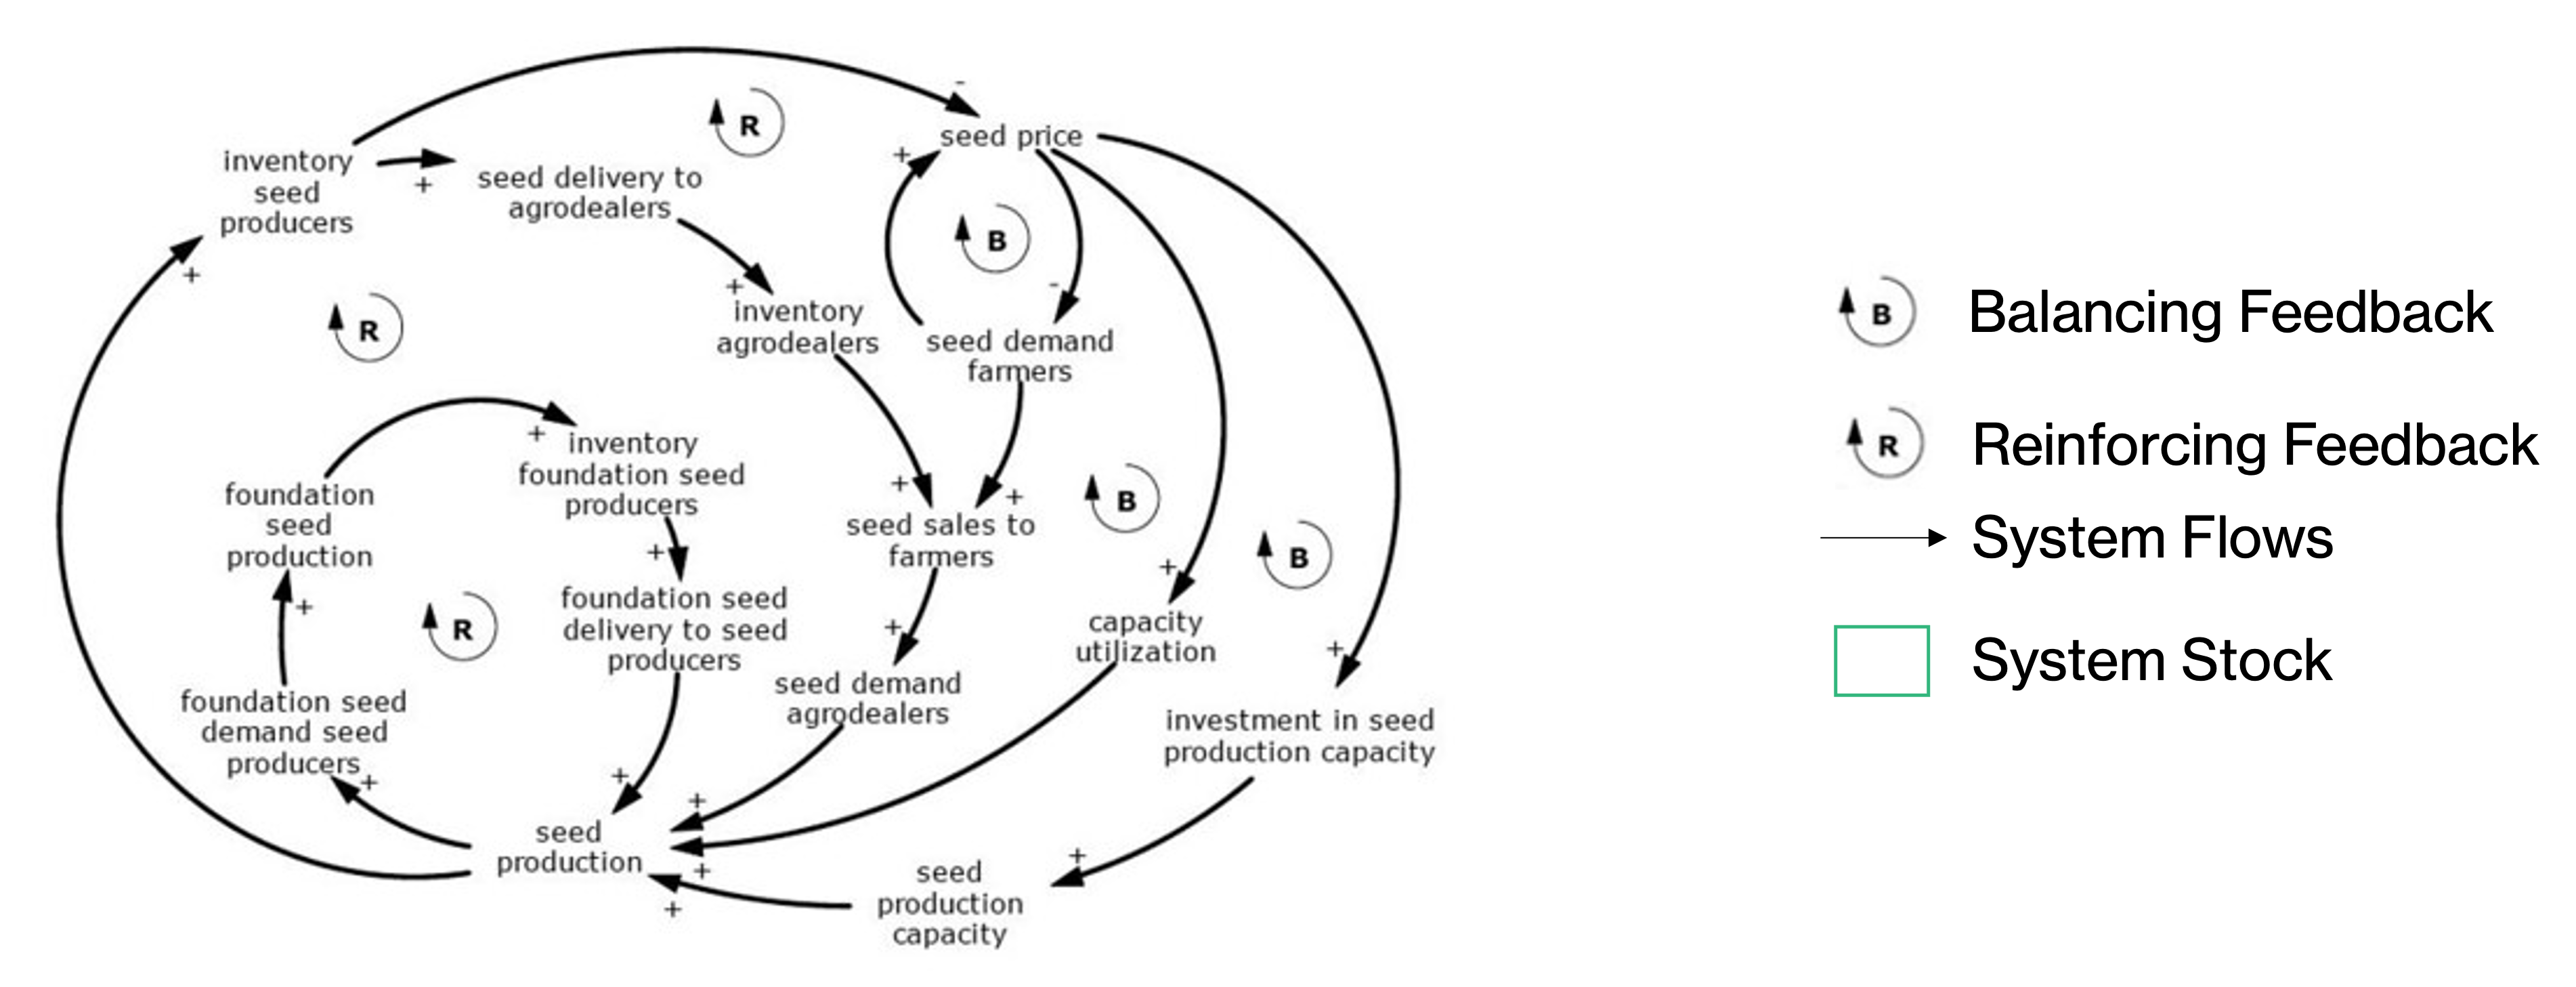 -
R
seed price
inventory
seed
producers
+
seed delivery to
agrodealers
+
B
-
+
inventory
agrodealers
+
R
seed demand
farmers
+
inventory
foundation seed
producers
foundation
seed
production
+
+
seed sales to
farmers
B
B
+
+
foundation seed
delivery to seed
producers
+
R
+
capacity
utilization
+
seed demand
agrodealers
foundation seed
demand seed
producers
+
investment in seed
production capacity
+
+
seed
production
+
+
+
seed
production
capacity
B Balancing Feedback
R Reinforcing Feedback
System Flows
System Stock